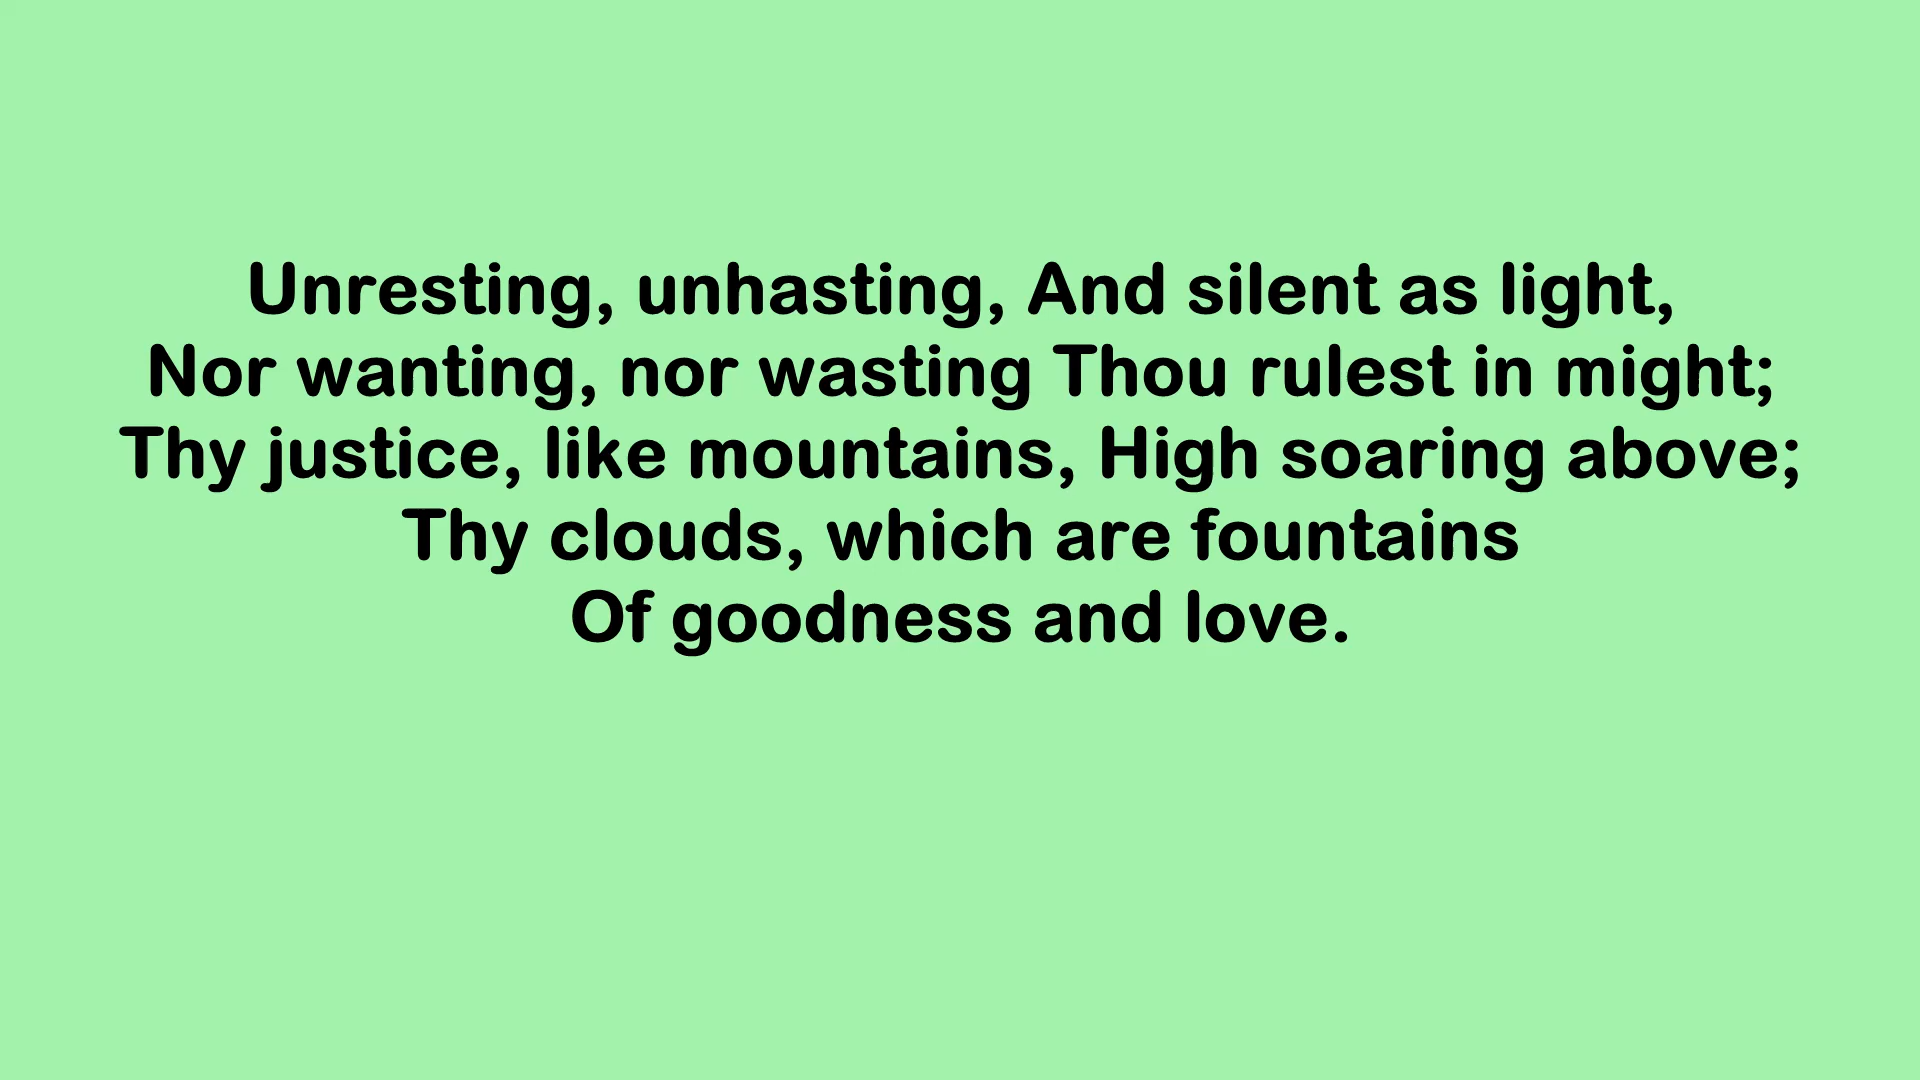 Unresting, unhasting, And silent as light,
Nor wanting, nor wasting Thou rulest in might;
Thy justice, like mountains, High soaring above;
Thy clouds, which are fountains
Of goodness and love.